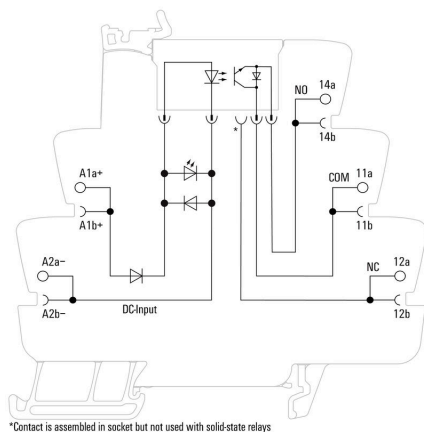 NO
14a
14b
*
COM
11a
11b
A1a+
A1b+
A2a−
A2b−
DC-Input
NC
12a
12b
*Contact is assembled in socket but not used with solid-state relays